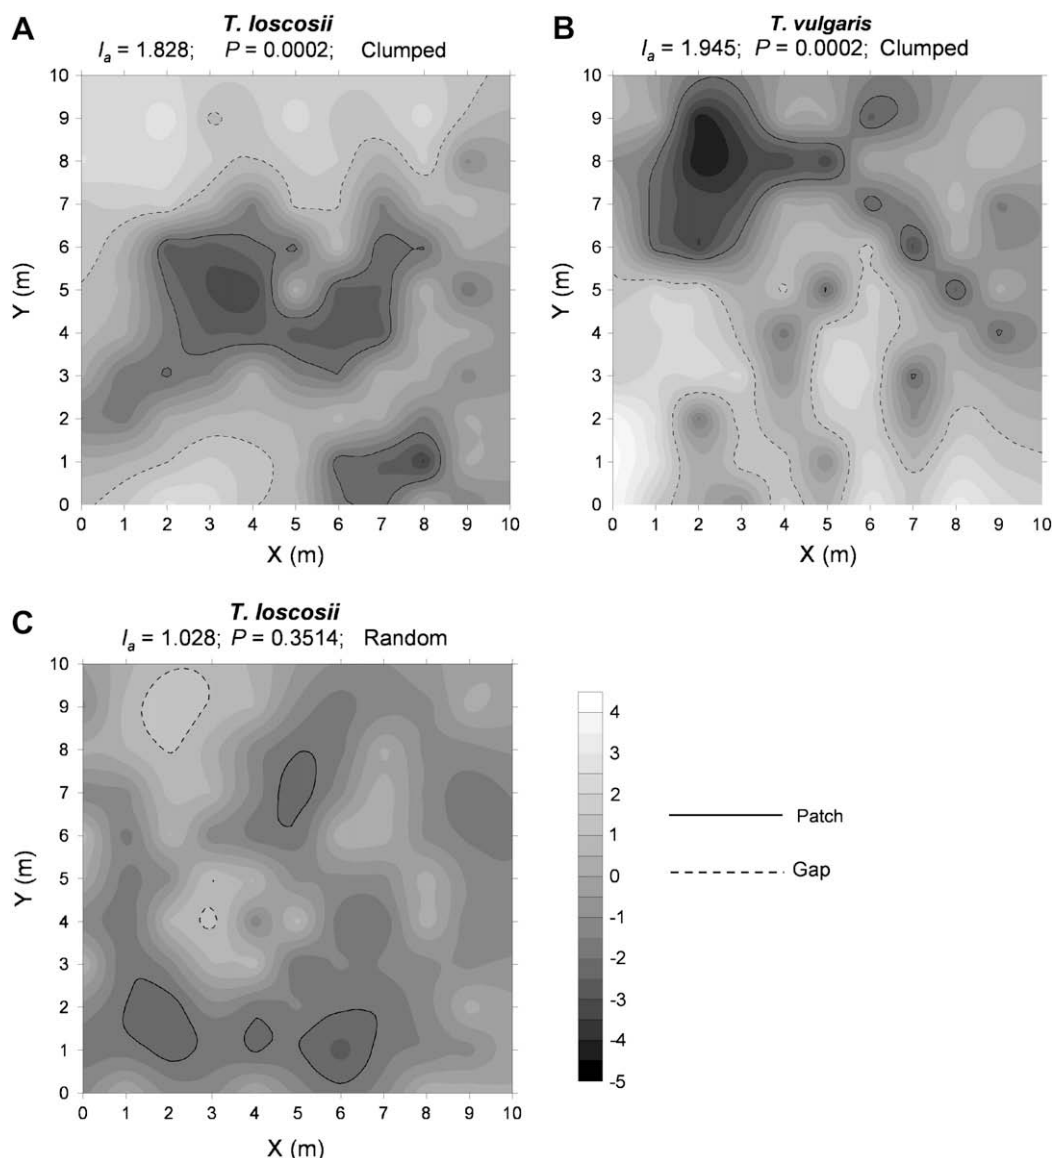 A
T. loscosii
Ia = 1.828; P = 0.0002; Clumped
10
9
8
7
6
5
4
3
2
1
0
Y (m)
0 1 2 3 4 5 6 7 8 9 10
X (m)
B
T. vulgaris
Ia = 1.945; P = 0.0002; Clumped
10
9
8
7
6
5
4
3
2
1
0
Y (m)
0 1 2 3 4 5 6 7 8 9 10
X (m)
C
T. loscosii
Ia = 1.028; P = 0.3514; Random
10
9
8
7
6
5
4
3
2
1
0
Y (m)
0 1 2 3 4 5 6 7 8 9 10
X (m)
4
3
2
1
0
-1
-2
-3
-4
-5
Patch
Gap